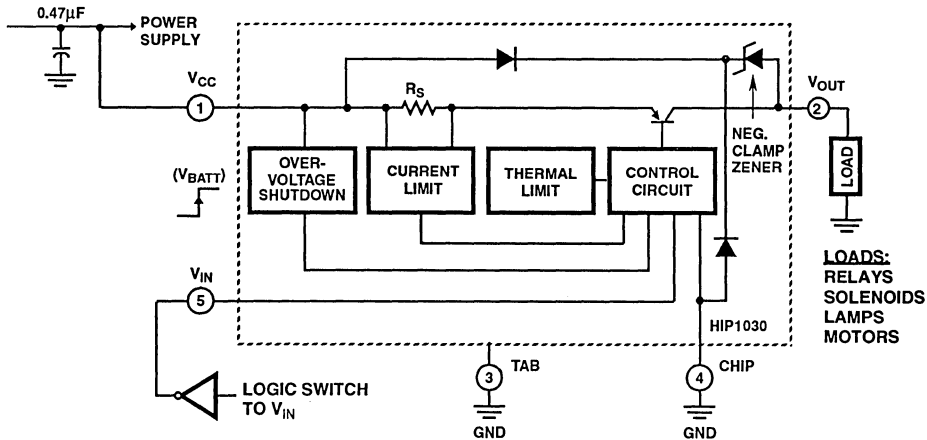 0.47µF
POWER
SUPPLY
VCC
1
RS
VOUT
2
NEG.
CLAMP
ZENER
LOAD
(VBATT)
OVER-
VOLTAGE
SHUTDOWN
CURRENT
LIMIT
THERMAL
LIMIT
CONTROL
CIRCUIT
VIN
5
LOADS:
RELAYS
SOLENOIDS
LAMPS
MOTORS
HIP1030
3
TAB
4
CHIP
LOGIC SWITCH
TO VIN
GND
GND